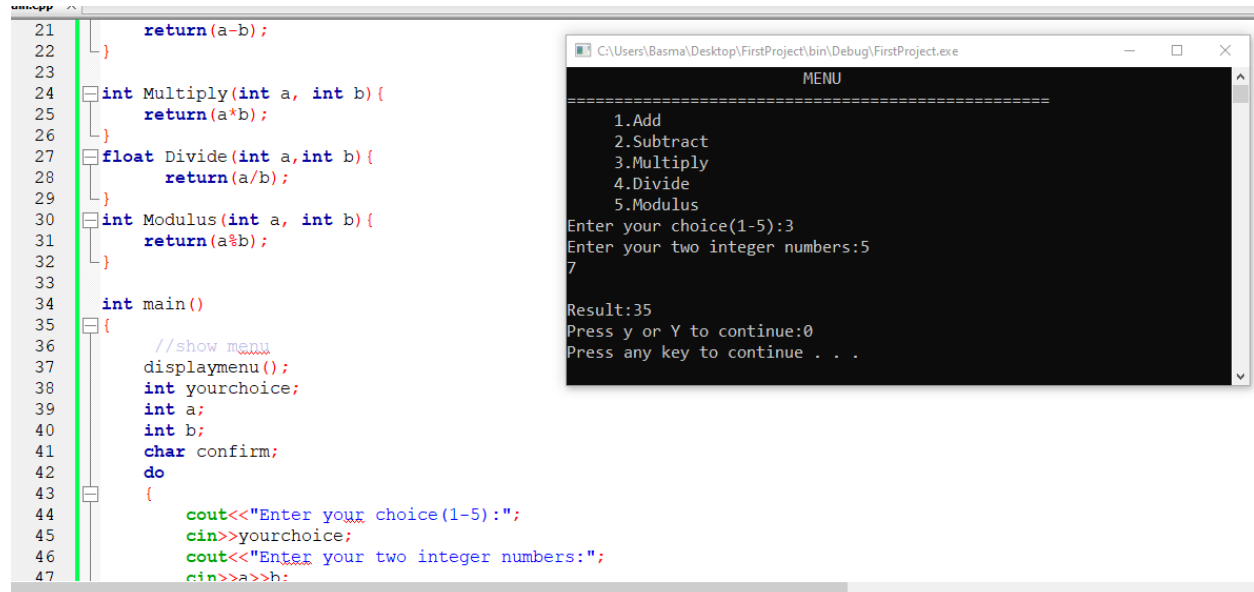 21 return(a-b);
22 }
23
24 int Multiply(int a, int b){
25 return(a*b);
26 }
27 float Divide(int a,int b){
28 return(a/b);
29 }
30 int Modulus(int a, int b){
31 return(a%b);
32 }
33
34 int main()
35 {
36 //show menu
37 displaymenu();
38 int yourchoice;
39 int a;
40 int b;
41 char confirm;
42 do
43 {
44 cout<<"Enter your choice(1-5):";
45 cin>>yourchoice;
46 cout<<"Enter your two integer numbers:";
47 cin>>a>>b;
C:\Users\Basma\Desktop\FirstProject\bin\Debug\FirstProject.exe
MENU
===================================================
1.Add
2.Subtract
3.Multiply
4.Divide
5.Modulus
Enter your choice(1-5):3
Enter your two integer numbers:5
7
Result:35
Press y or Y to continue:0
Press any key to continue . . .